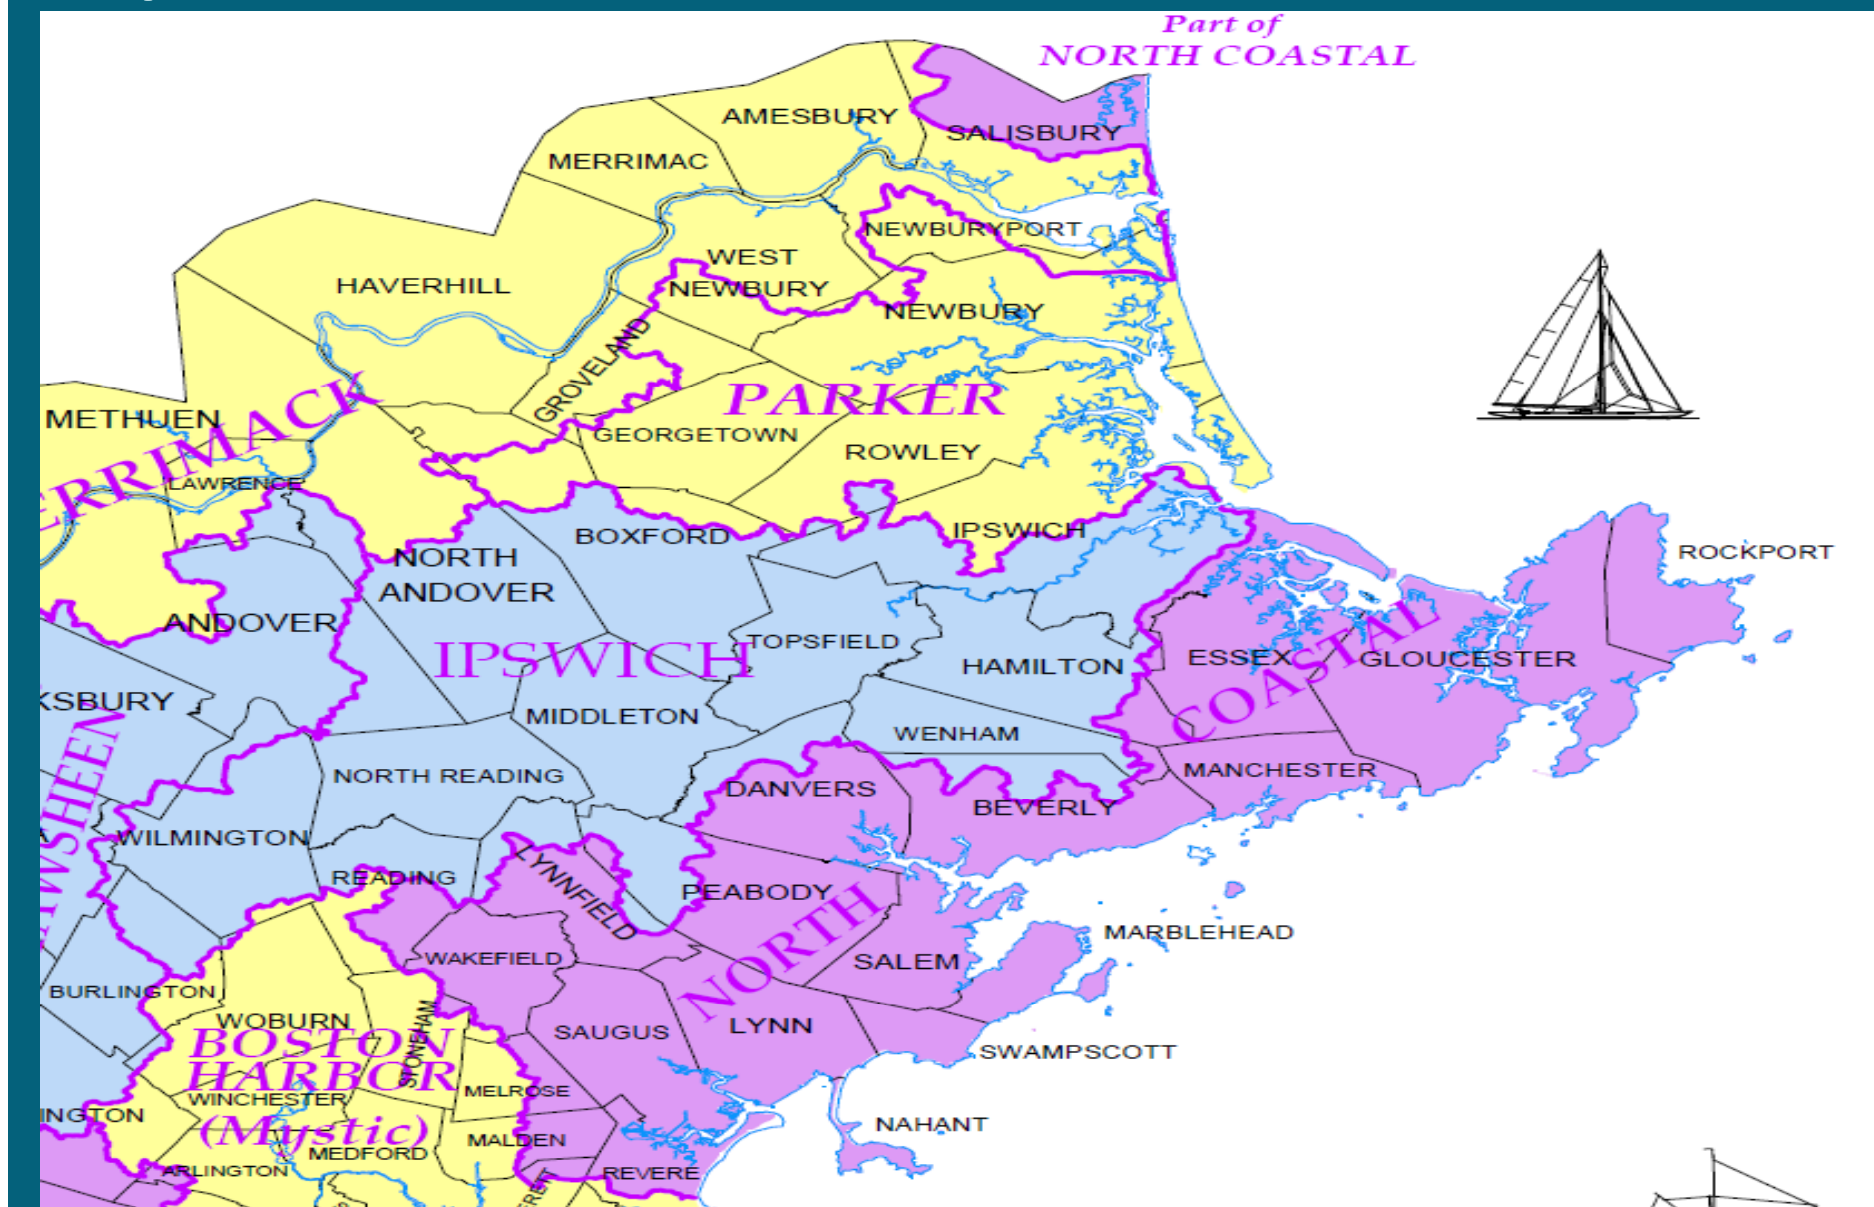 Part of
NORTH COASTAL
AMESBURY
SALISBURY
MERRIMAC
NEWBURYPORT
WEST
NEWBURY
HAVERHILL
NEWBURY
GROVELAND
PARKER
METHUEN
ERRIMACK
GEORGETOWN
ROWLEY
LAWRENCE
IPSWICH
BOXFORD
NORTH
ANDOVER
ROCKPORT
ANDOVER
TOPSFIELD
IPSWICH
HAMILTON
ESSEX
GLOUCESTER
NORTH COASTAL
KSBURY
MIDDLETON
WENHAM
MANCHESTER
NORTH READING
DANVERS
BEVERLY
WSHEEN
WILMINGTON
READING
LYNNFIELD
PEABODY
MARBLEHEAD
WAKEFIELD
SALEM
BURLINGTON
WOBURN
STONEHAM
SAUGUS
LYNN
BOSTON
HARBOR
(Mystic)
SWAMPSCOTT
WINCHESTER
MELROSE
INGTON
NAHANT
MALDEN
MEDFORD
ARLINGTON
REVERE
ERETT